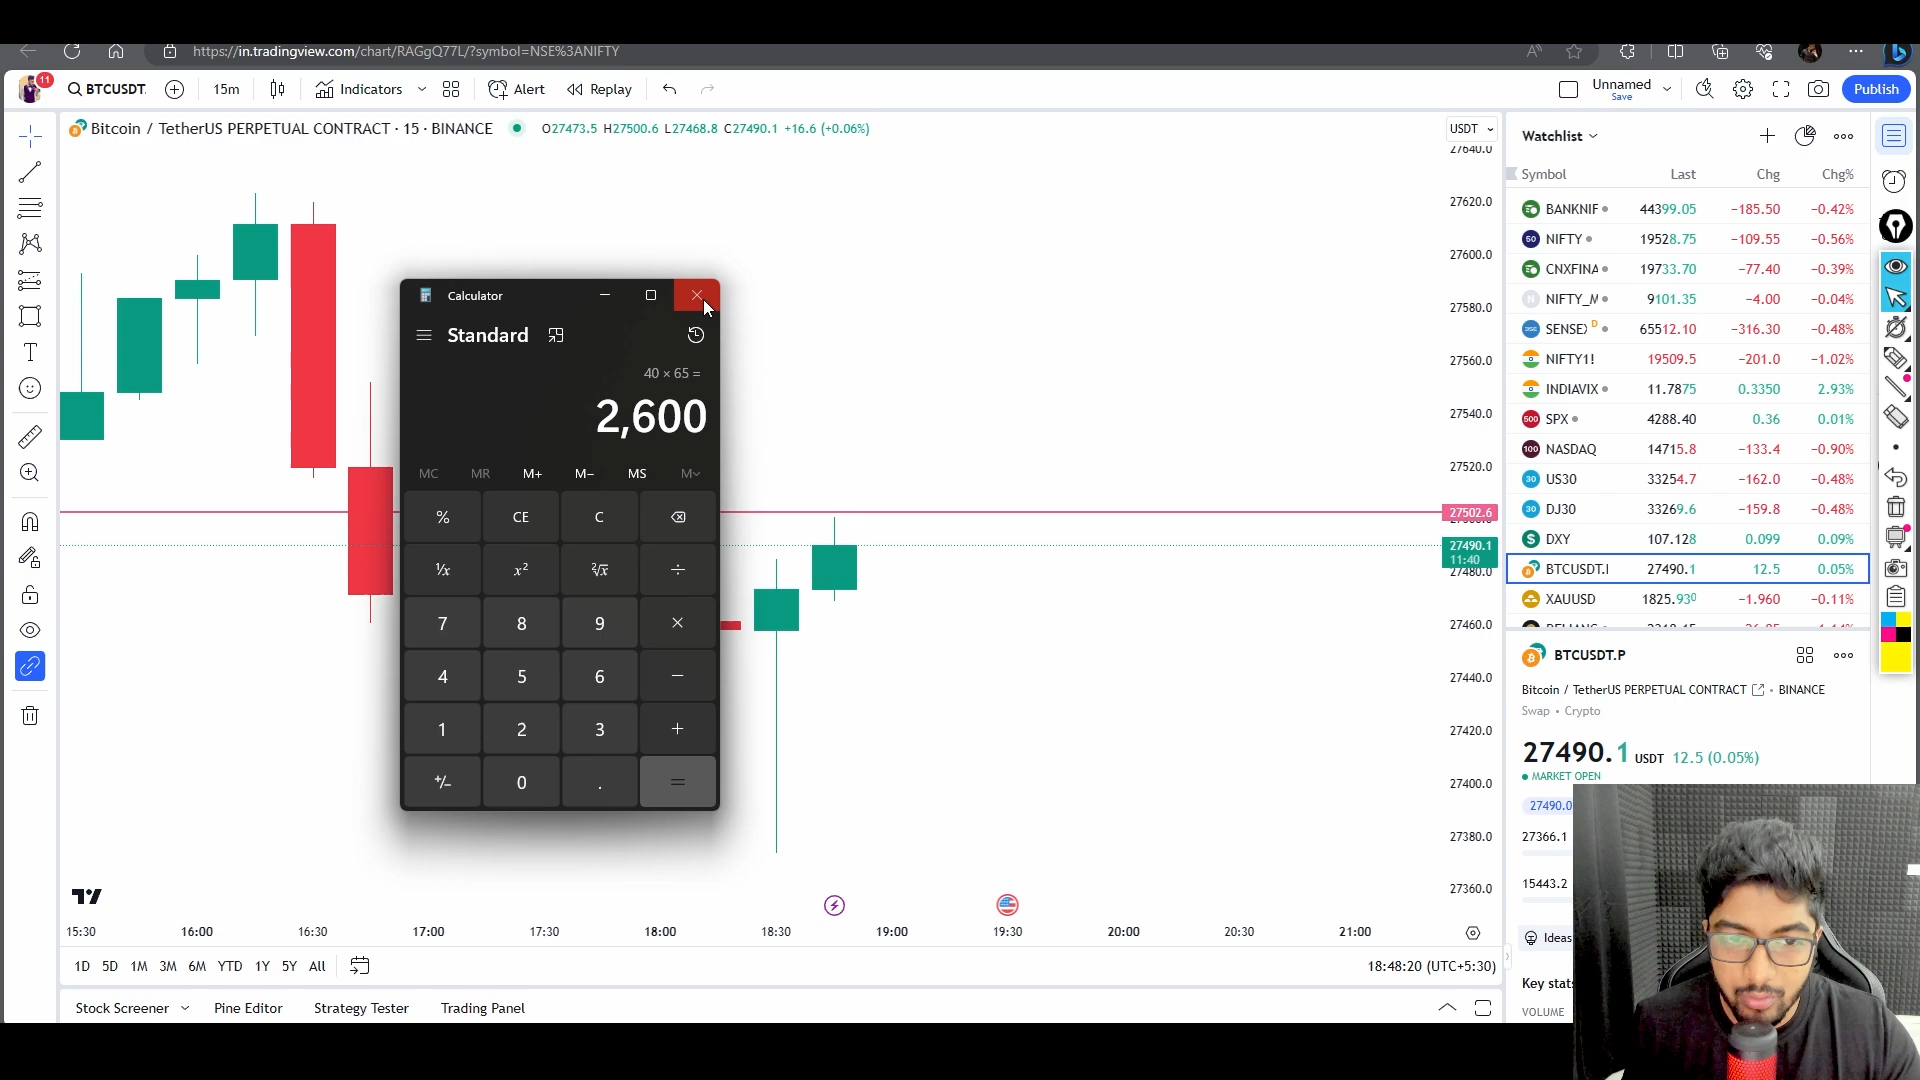 https://in.tradingview.com/chart/RAGgQ77L/?symbol=NSE%3ANIFTY
11
BTCUSDT.
15m
Indicators
Alert
Replay
Unnamed
Save
Publish
Bitcoin / TetherUS PERPETUAL CONTRACT · 15 · BINANCE
O27473.5 H27500.6 L27468.8 C27490.1 +16.6 (+0.06%)
USDT
27640.0
27620.0
27600.0
27580.0
27560.0
27540.0
27520.0
27502.6
27490.1
11:40
27480.0
27460.0
27440.0
27420.0
27400.0
27380.0
27360.0
Calculator
Standard
40 × 65 =
2,600
MC MR M+ M− MS M
% CE C
¹/x x² ²√x ÷
7 8 9 ×
4 5 6 −
1 2 3 +
+/− 0 . =
15:30 16:00 16:30 17:00 17:30 18:00 18:30 19:00 19:30 20:00 20:30 21:00
1D 5D 1M 3M 6M YTD 1Y 5Y All
18:48:20 (UTC+5:30)
Stock Screener Pine Editor Strategy Tester Trading Panel
Watchlist
Symbol Last Chg Chg%
BANKNIF 44399.05 −185.50 −0.42%
50 NIFTY 19528.75 −109.55 −0.56%
CNXFINA 19733.70 −77.40 −0.39%
N NIFTY_M 9101.35 −4.00 −0.04%
SENSEX D 65512.10 −316.30 −0.48%
NIFTY1! 19509.5 −201.0 −1.02%
INDIAVIX 11.7875 0.3350 2.93%
500 SPX 4288.40 0.36 0.01%
100 NASDAQ 14715.8 −133.4 −0.90%
30 US30 33254.7 −162.0 −0.48%
30 DJ30 33269.6 −159.8 −0.48%
$ DXY 107.128 0.099 0.09%
BTCUSDT.I 27490.1 12.5 0.05%
XAUUSD 1825.930 −1.960 −0.11%
BTCUSDT.P
Bitcoin / TetherUS PERPETUAL CONTRACT • BINANCE
Swap • Crypto
27490.1 USDT 12.5 (0.05%)
MARKET OPEN
27490.0
27366.1
15443.2
Ideas
Key stats
VOLUME